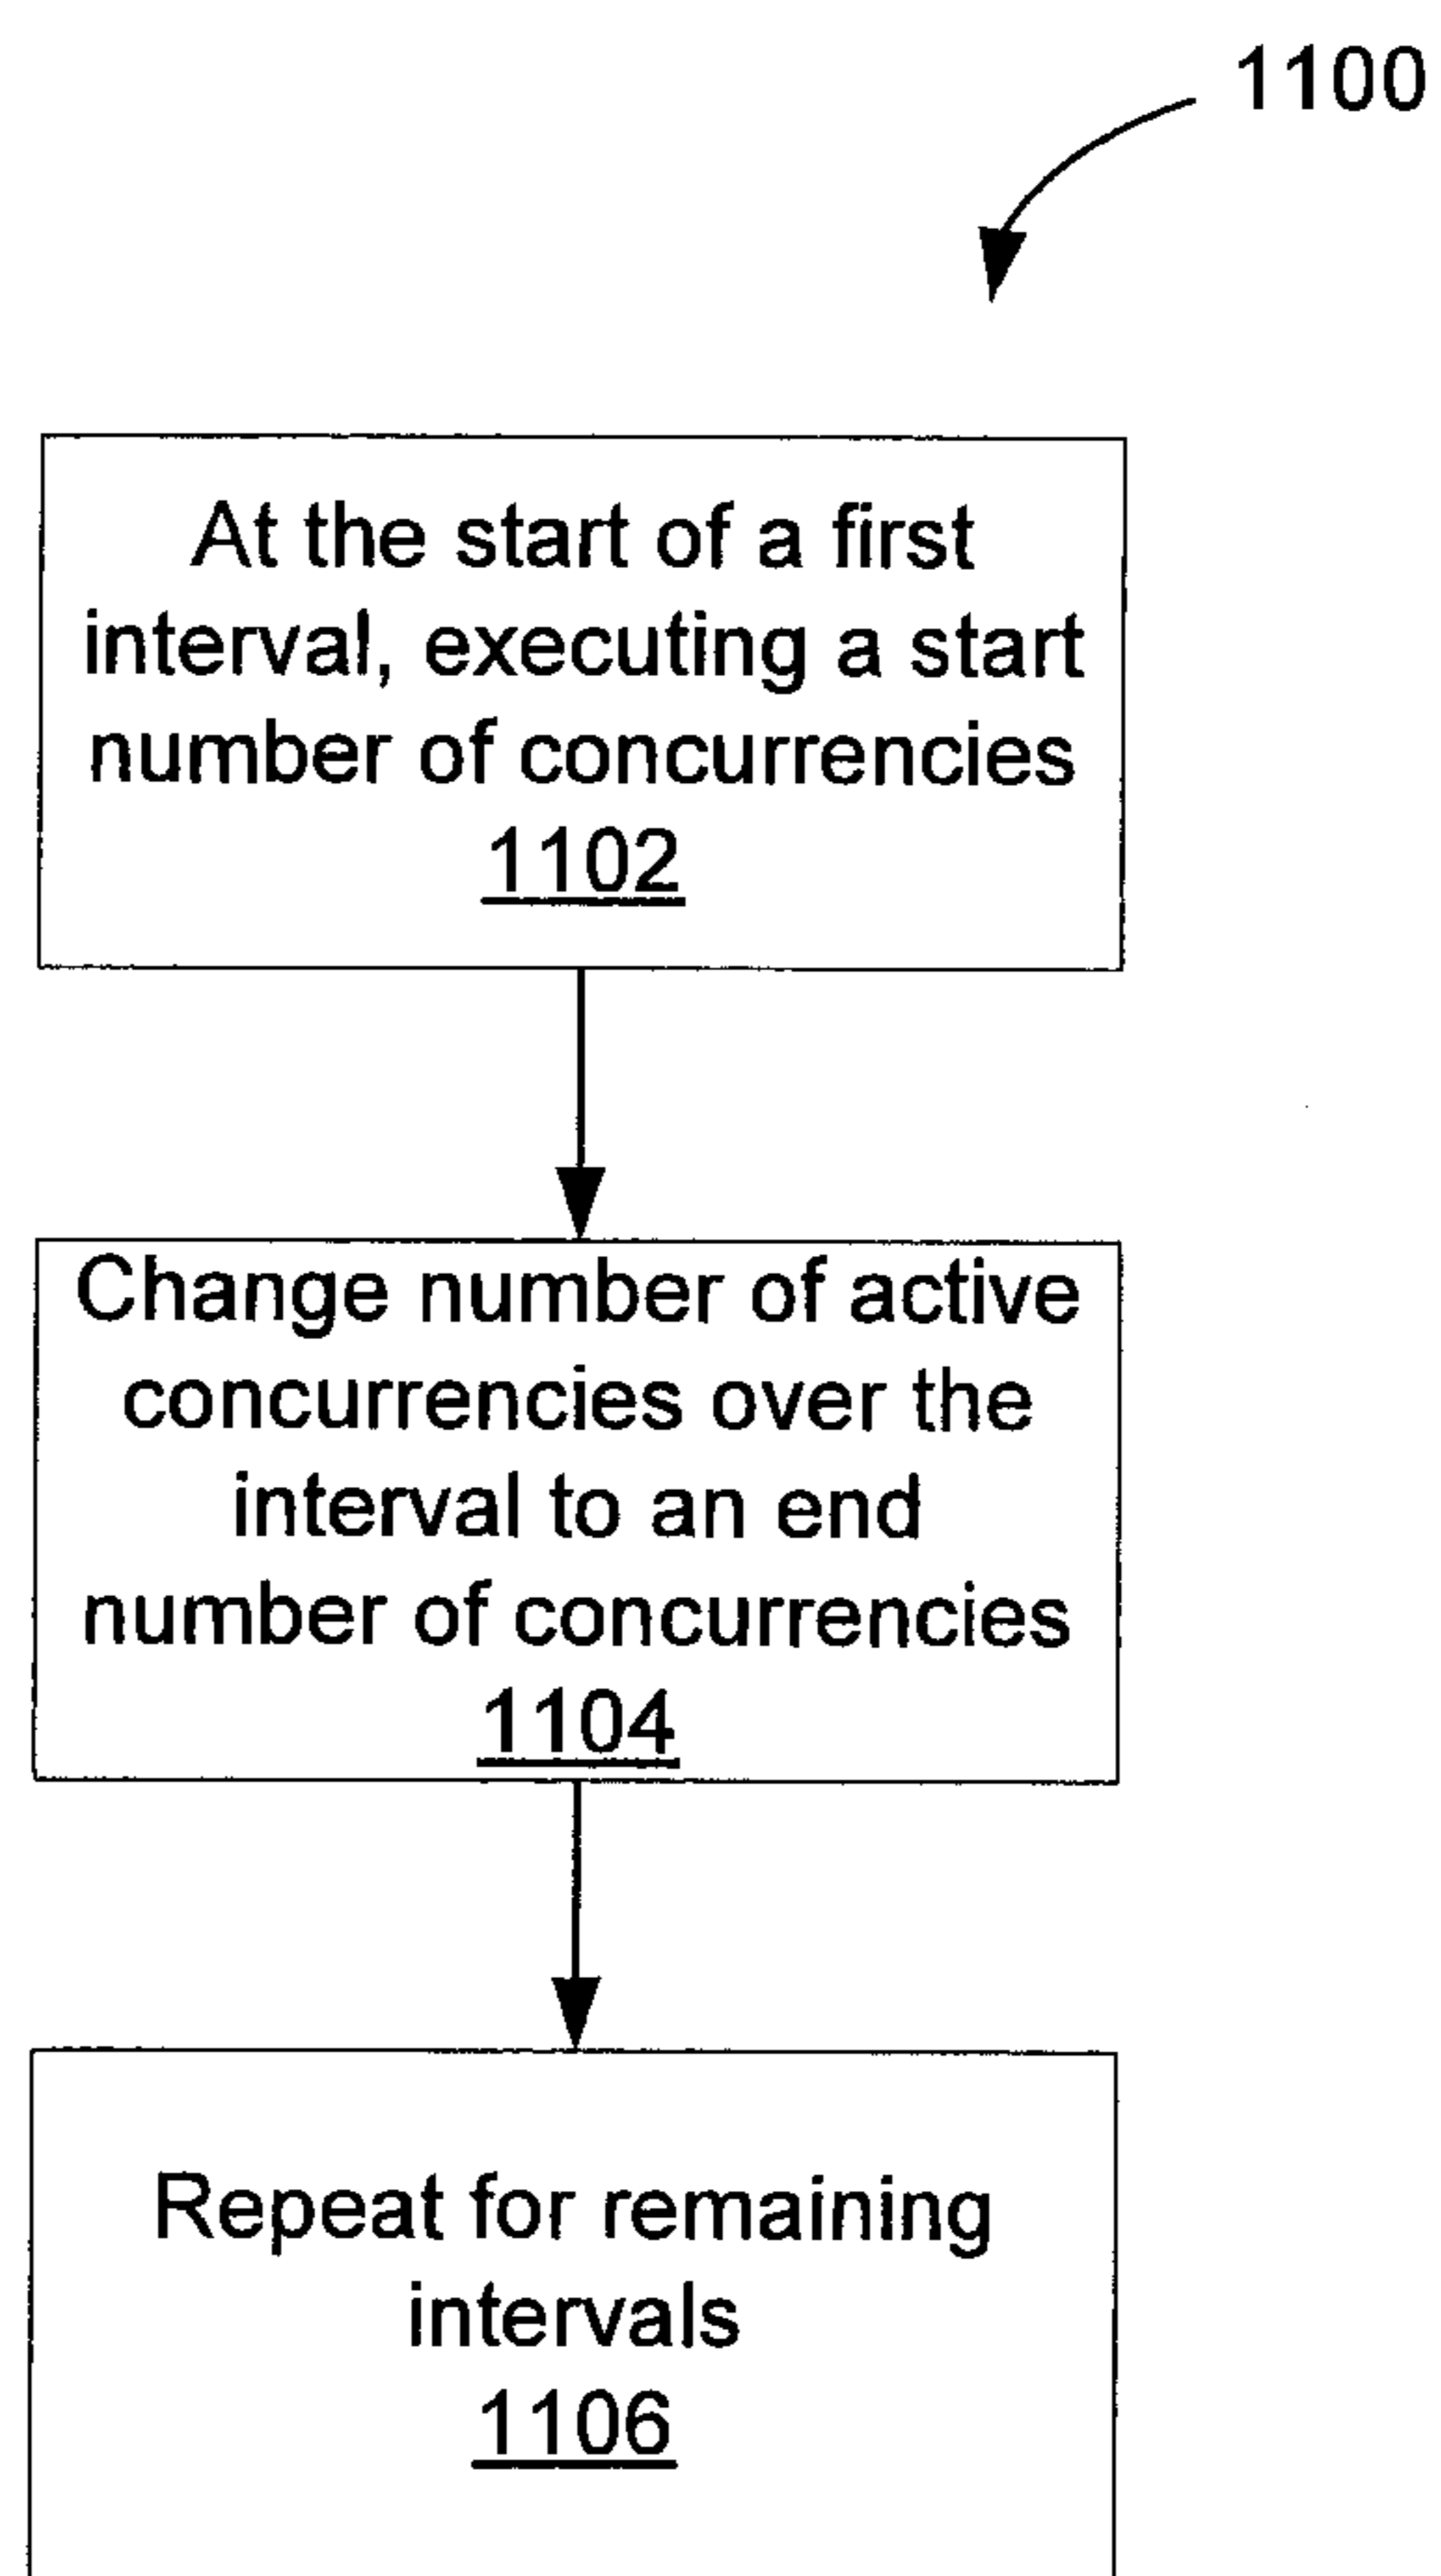 1100
At the start of a first
interval, executing a start
number of concurrencies
1102
Change number of active
concurrencies over the
interval to an end
number of concurrencies
1104
Repeat for remaining
intervals
1106